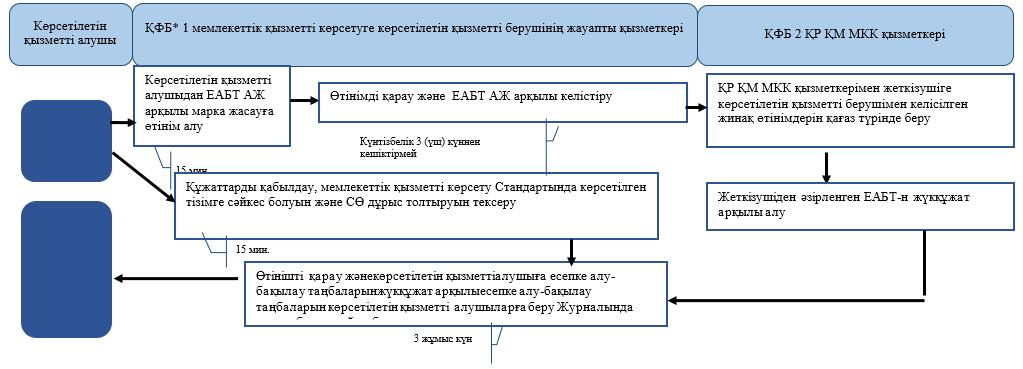 Көрсетілетін
қызметті алушы
ҚФБ* 1 мемлекеттік қызметті көрсетуге көрсетілетін қызметті берушінің жауапты қызметкері
ҚФБ 2 ҚР ҚМ МКК қызметкері
Көрсетілетін қызметті
алушыдан ЕАБТ АЖ
арқылы марка жасауға
өтінім алу
Өтінімді қарау және ЕАБТ АЖ арқылы келістіру
ҚР ҚМ МКК қызметкерімен жеткізушіге
көрсетілетін қызметті берушімен келісілген
жинақ өтінімдерін қағаз түрінде беру
Күнтізбелік 3 (үш) күннен
кешіктірмей
15 мин.
Құжаттарды қабылдау, мемлекеттік қызметті көрсету Стандартында көрсетілген
тізімге сәйкес болуын және СӨ дұрыс толтыруын тексеру
Жеткізушіден әзірленген ЕАБТ-н жүкқұжат
арқылы алу
15 мин.
Өтінішті қарау жәнекөрсетілетін қызметтіалушыға есепке алу-
бақылау таңбаларынжүкқұжат арқылыесепке алу-бақылау
таңбаларын көрсетілетін қызметті алушыларға беру Журналында
3 жұмыс күн